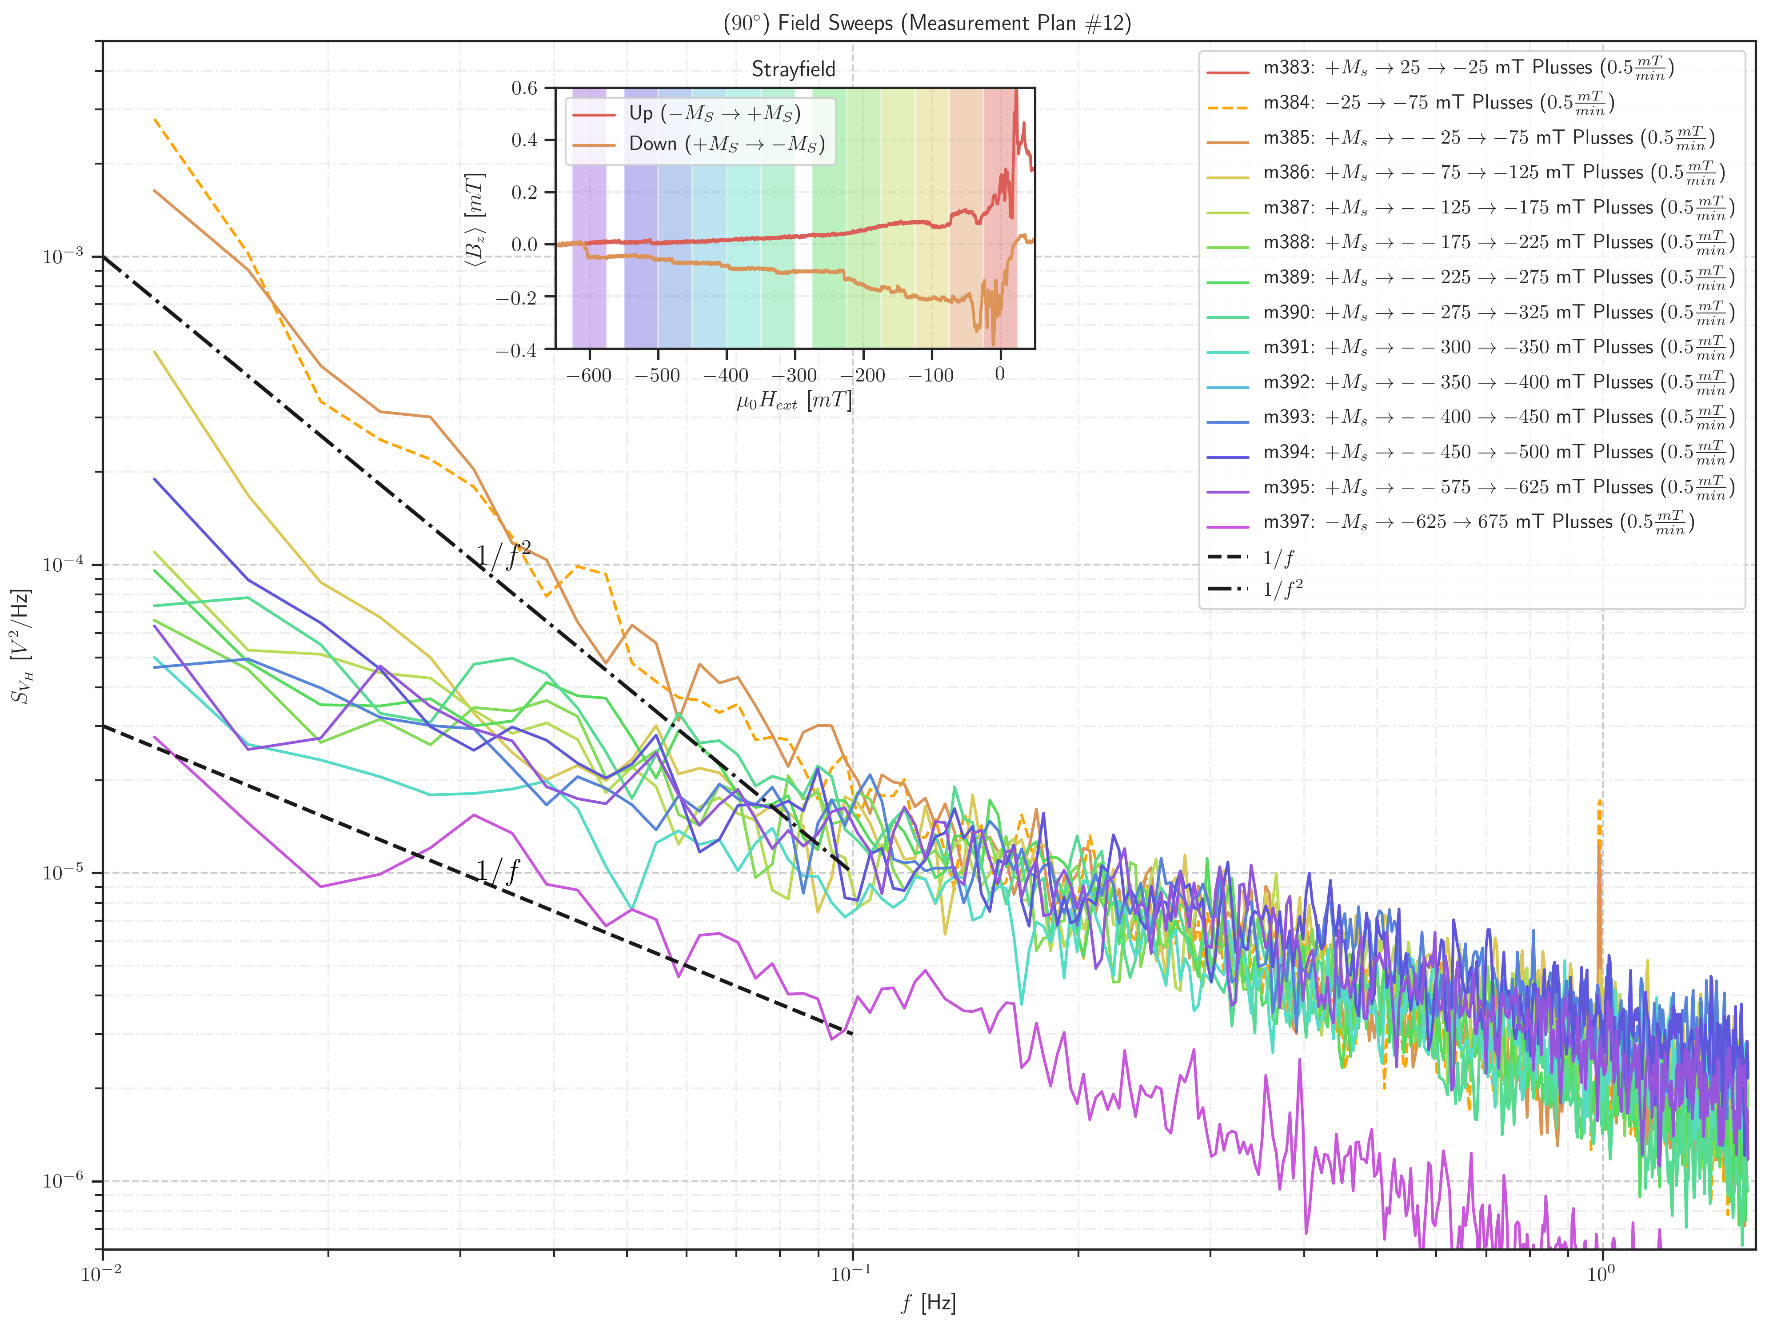 (90°) Field Sweeps (Measurement Plan #12)
Strayfield
Up (−M_S → +M_S)
Down (+M_S → −M_S)
0.6
0.4
0.2
0.0
−0.2
−0.4
⟨B_z⟩ [mT]
−600 −500 −400 −300 −200 −100 0
μ_0H_ext [mT]
m383: +M_s → 25 → −25 mT Plusses (0.5 mT/min)
m384: −25 → −75 mT Plusses (0.5 mT/min)
m385: +M_s → −−25 → −75 mT Plusses (0.5 mT/min)
m386: +M_s → −−75 → −125 mT Plusses (0.5 mT/min)
m387: +M_s → −−125 → −175 mT Plusses (0.5 mT/min)
m388: +M_s → −−175 → −225 mT Plusses (0.5 mT/min)
m389: +M_s → −−225 → −275 mT Plusses (0.5 mT/min)
m390: +M_s → −−275 → −325 mT Plusses (0.5 mT/min)
m391: +M_s → −−300 → −350 mT Plusses (0.5 mT/min)
m392: +M_s → −−350 → −400 mT Plusses (0.5 mT/min)
m393: +M_s → −−400 → −450 mT Plusses (0.5 mT/min)
m394: +M_s → −−450 → −500 mT Plusses (0.5 mT/min)
m395: +M_s → −−575 → −625 mT Plusses (0.5 mT/min)
m397: −M_s → −625 → 675 mT Plusses (0.5 mT/min)
1/f
1/f²
1/f²
1/f
10⁻³
10⁻⁴
10⁻⁵
10⁻⁶
S_{V_H} [V²/Hz]
10⁻² 10⁻¹ 10⁰
f [Hz]